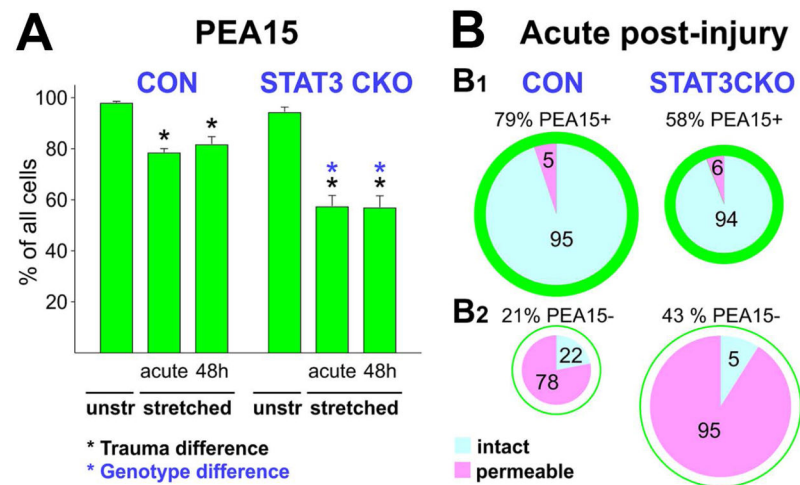 A PEA15
CON STAT3 CKO
% of all cells
100
80
60
40
20
* *
* *
* *
acute 48h acute 48h
unstr stretched unstr stretched
* Trauma difference
* Genotype difference
B Acute post-injury
B1 CON STAT3CKO
79% PEA15+ 58% PEA15+
5 6
95 94
B2 21% PEA15- 43 % PEA15-
22 5
78 95
intact
permeable